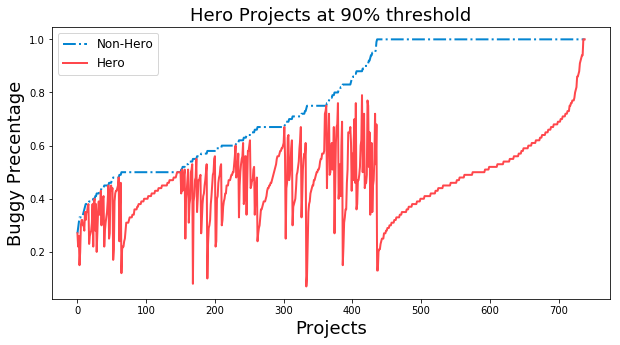 Hero Projects at 90% threshold
Non-Hero
Hero
Buggy Precentage
1.0
0.8
0.6
0.4
0.2
0 100 200 300 400 500 600 700
Projects